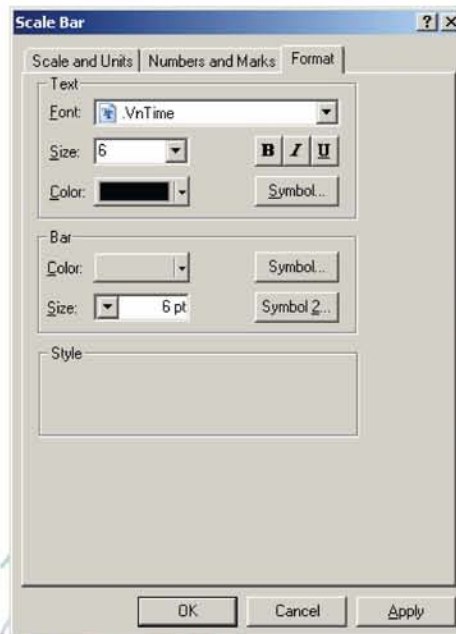 Scale Bar
Scale and Units Numbers and Marks Format
Text
Font: .VnTime
Size: 6 B I U
Color: Symbol...
Bar
Color: Symbol...
Size: 6 pt Symbol 2...
Style
OK Cancel Apply